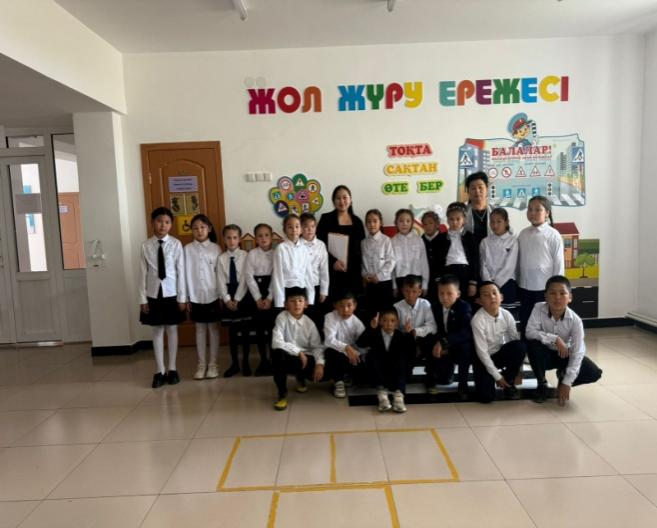 ЖОЛ ЖҮРУ ЕРЕЖЕСІ
ТОҚТА
САҚТАН
ӨТЕ БЕР
БАЛАЛАР!